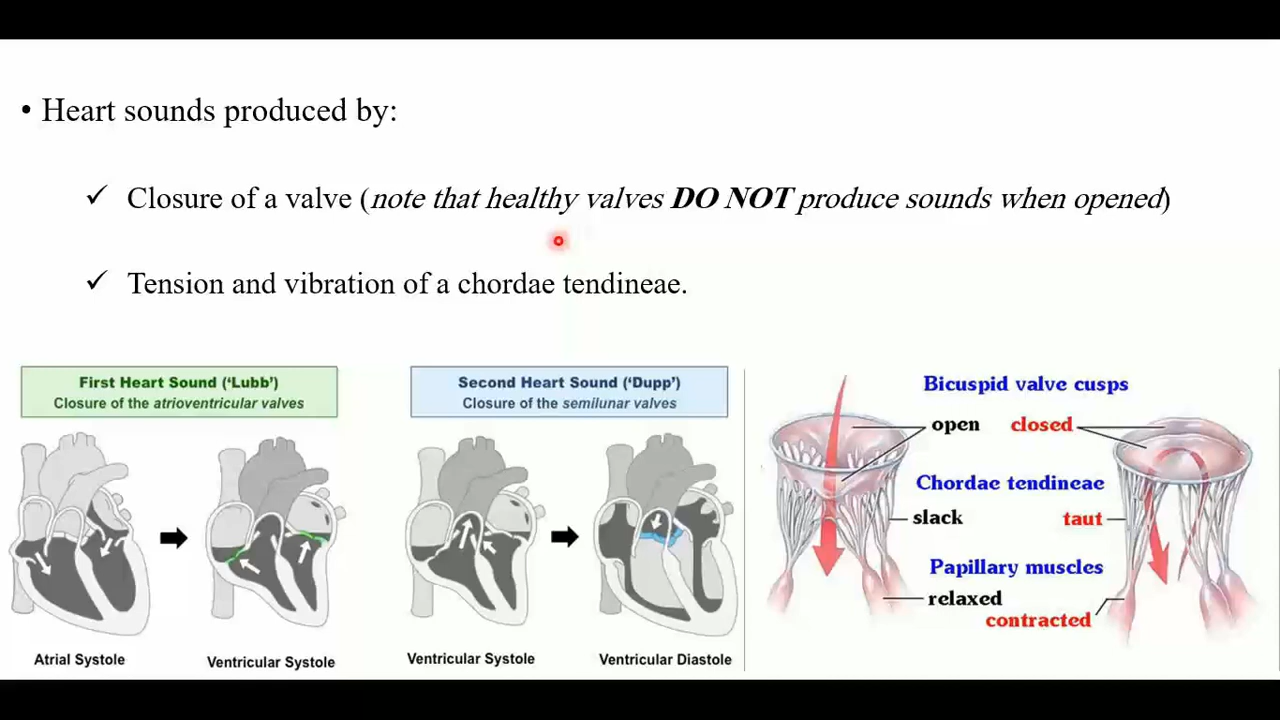 • Heart sounds produced by:
✓ Closure of a valve (note that healthy valves DO NOT produce sounds when opened)
✓ Tension and vibration of a chordae tendineae.
First Heart Sound (‘Lubb’)
Closure of the atrioventricular valves
Second Heart Sound (‘Dupp’)
Closure of the semilunar valves
Atrial Systole
Ventricular Systole
Ventricular Systole
Ventricular Diastole
Bicuspid valve cusps
open closed
Chordae tendineae
slack taut
Papillary muscles
relaxed
contracted